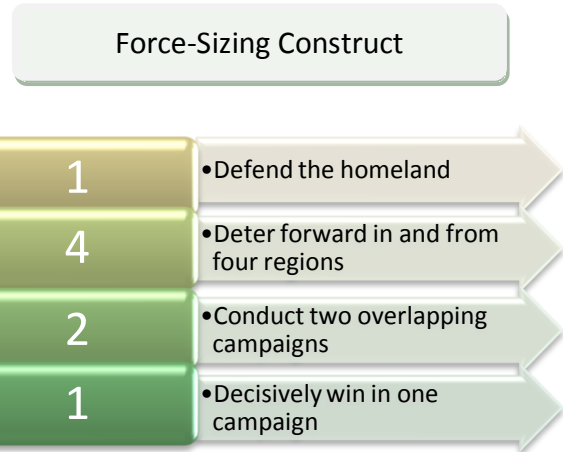 Force-Sizing Construct
1
•Defend the homeland
4
•Deter forward in and from
four regions
2
•Conduct two overlapping
campaigns
1
•Decisively win in one
campaign